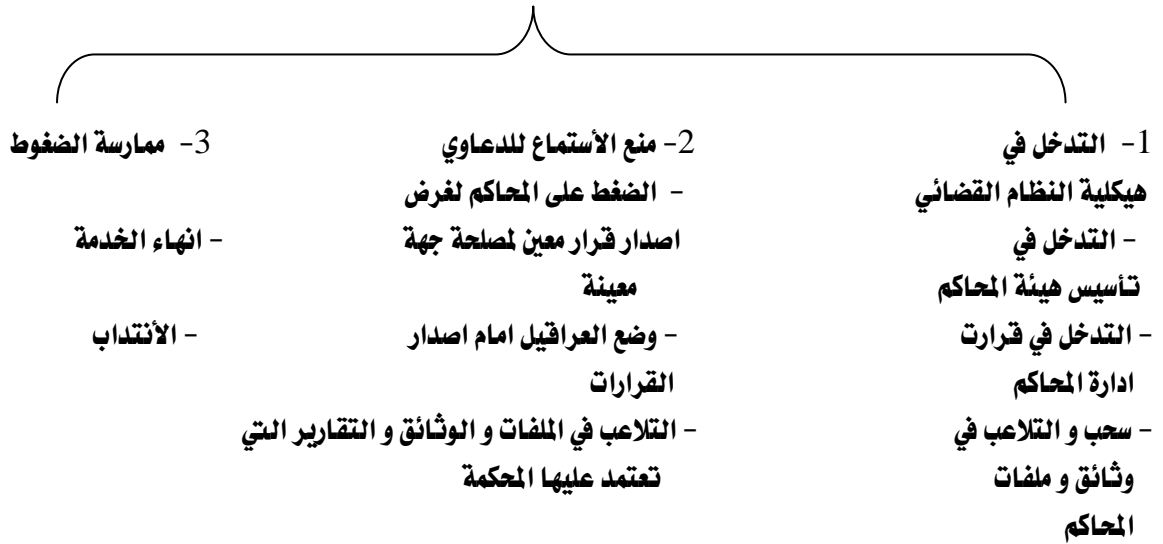 1- التدخل في
هيكلية النظام القضائي
- التدخل في
تأسيس هيئة المحاكم
- التدخل في قرارت
ادارة المحاكم
- سحب و التلاعب في
وثائق و ملفات
المحاكم
2- منع الأستماع للدعاوي
- الضغط على المحاكم لغرض
اصدار قرار معين لمصلحة جهة
معينة
- وضع العراقيل امام اصدار
القرارات
- التلاعب في الملفات و الوثائق و التقارير التي
تعتمد عليها المحكمة
3- ممارسة الضغوط
- انهاء الخدمة
- الأنتداب